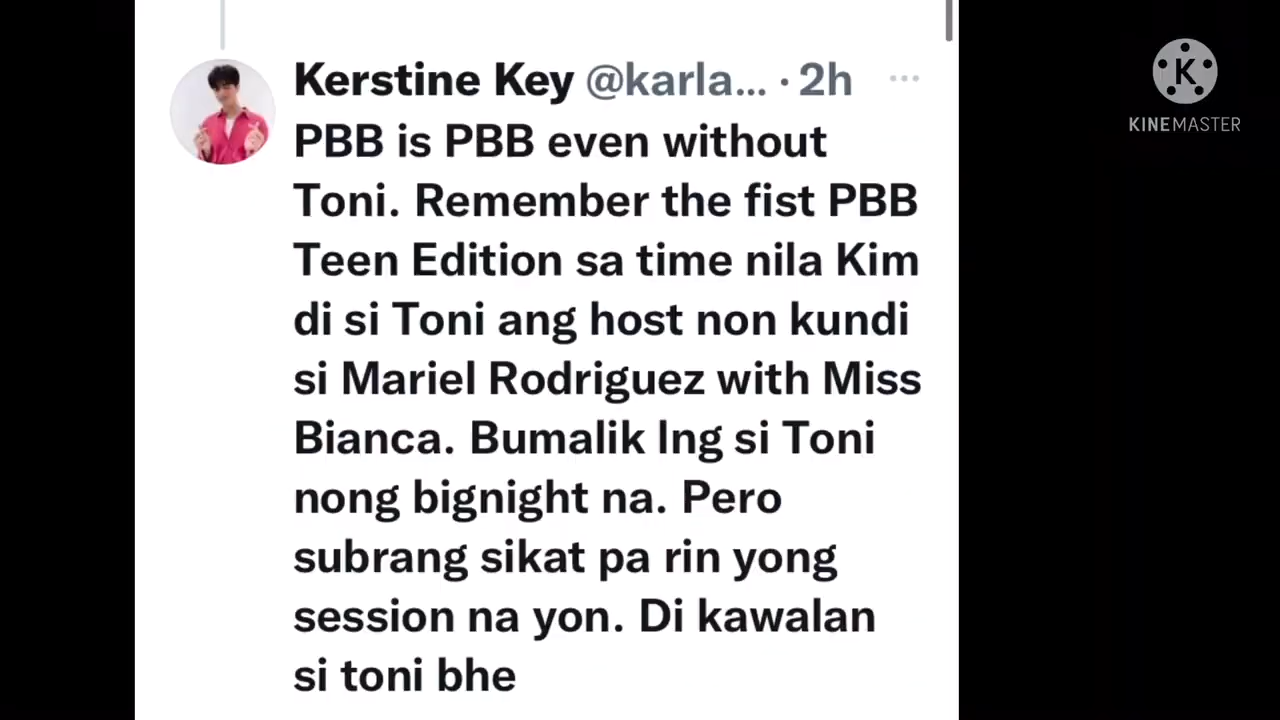 Kerstine Key @karla... · 2h ...
PBB is PBB even without
Toni. Remember the fist PBB
Teen Edition sa time nila Kim
di si Toni ang host non kundi
si Mariel Rodriguez with Miss
Bianca. Bumalik lng si Toni
nong bignight na. Pero
subrang sikat pa rin yong
session na yon. Di kawalan
si toni bhe
K
KINEMASTER